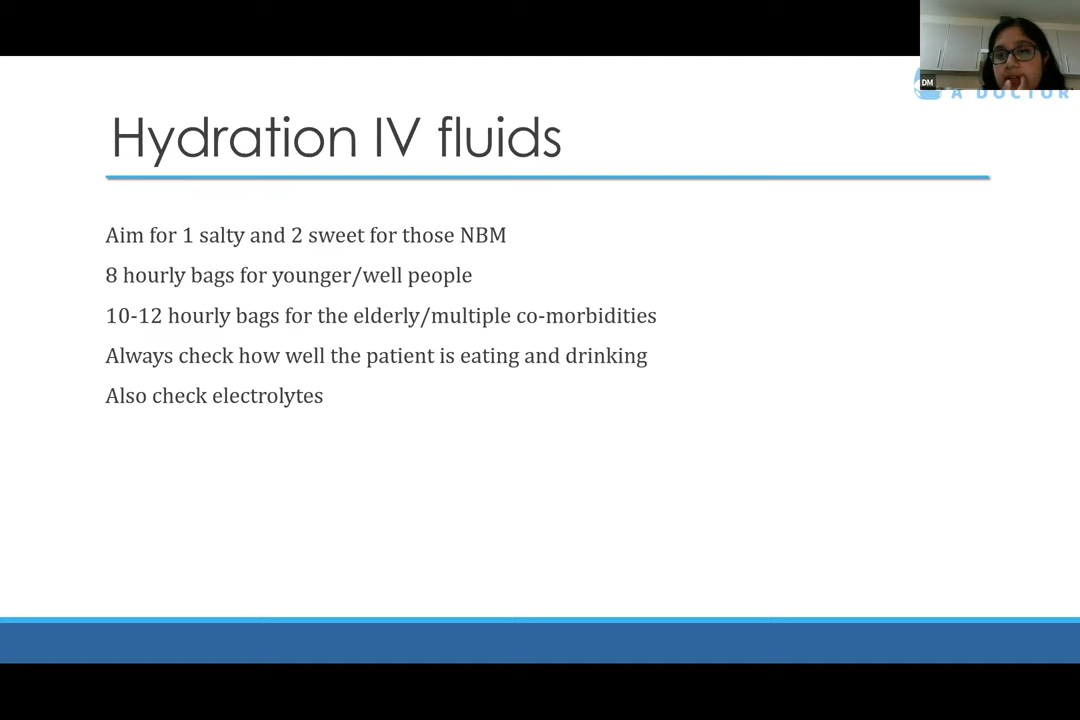 DM
A DOCTOR
Hydration IV fluids
Aim for 1 salty and 2 sweet for those NBM
8 hourly bags for younger/well people
10-12 hourly bags for the elderly/multiple co-morbidities
Always check how well the patient is eating and drinking
Also check electrolytes